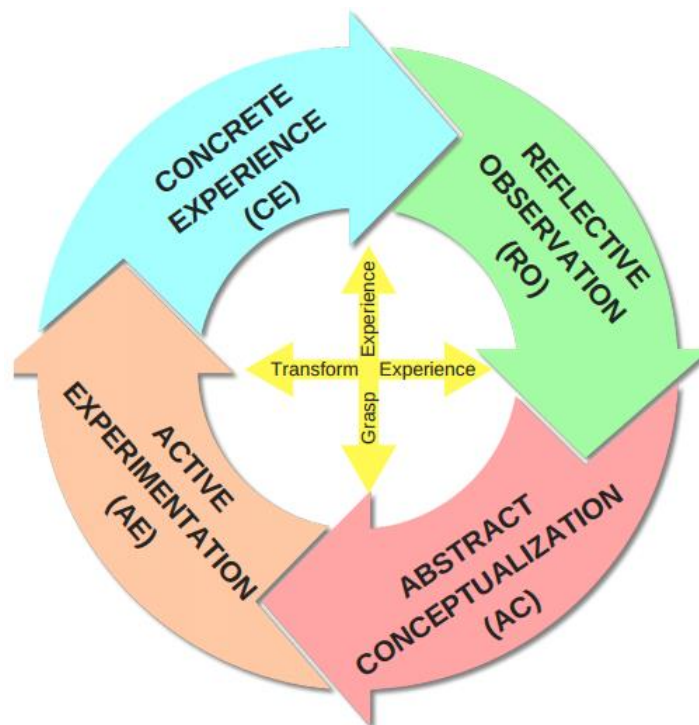 CONCRETE
EXPERIENCE
(CE)
REFLECTIVE
OBSERVATION
(RO)
ABSTRACT
CONCEPTUALIZATION
(AC)
ACTIVE
EXPERIMENTATION
(AE)
Grasp Experience
Transform Experience